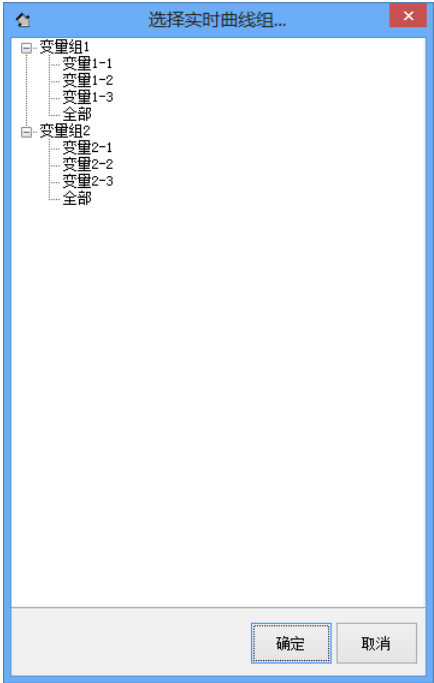 选择实时曲线组...
变量组1
变量1-1
变量1-2
变量1-3
全部
变量组2
变量2-1
变量2-2
变量2-3
全部
确定
取消